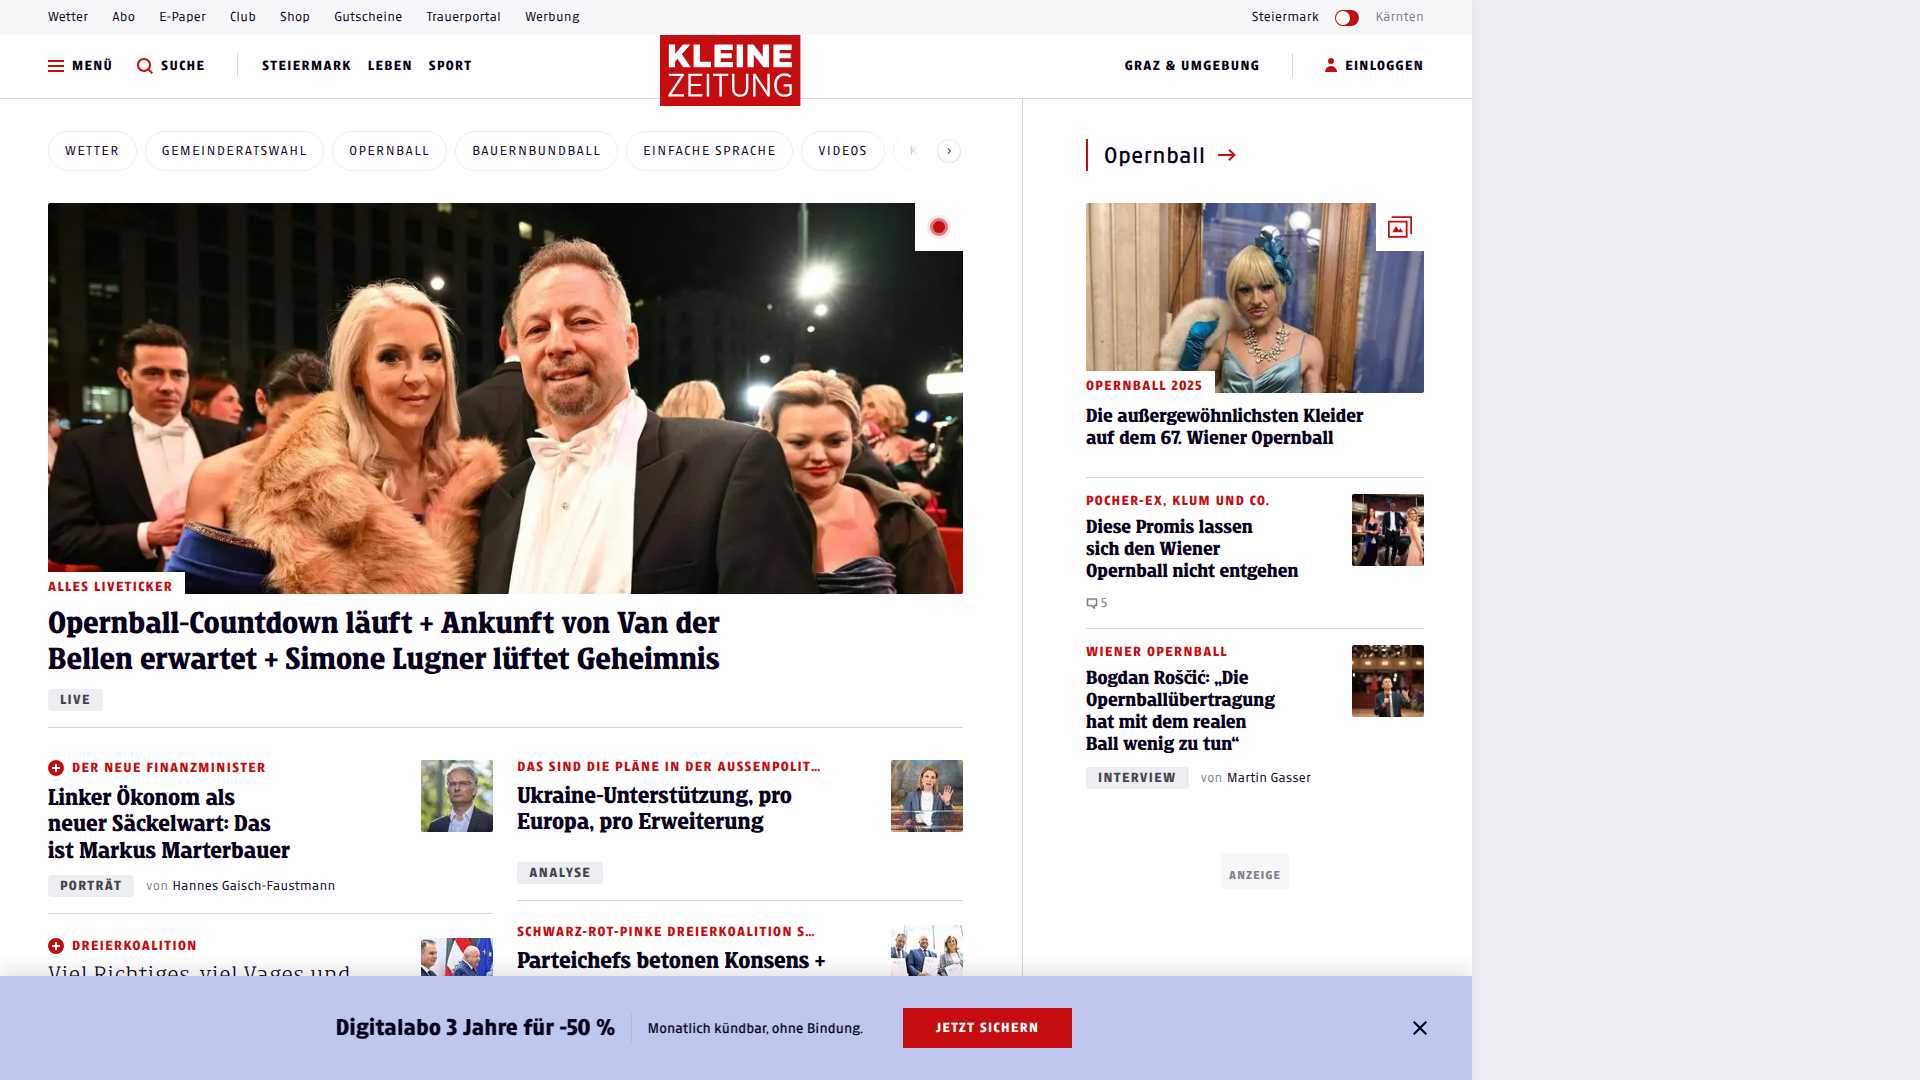 Wetter Abo E-Paper Club Shop Gutscheine Trauerportal Werbung Steiermark Kärnten
MENÜ SUCHE STEIERMARK LEBEN SPORT KLEINE ZEITUNG GRAZ & UMGEBUNG EINLOGGEN
WETTER GEMEINDERATSWAHL OPERNBALL BAUERNBUNDBALL EINFACHE SPRACHE VIDEOS
ALLES LIVETICKER
Opernball-Countdown läuft + Ankunft von Van der
Bellen erwartet + Simone Lugner lüftet Geheimnis
LIVE
DER NEUE FINANZMINISTER
Linker Ökonom als
neuer Säckelwart: Das
ist Markus Marterbauer
PORTRÄT von Hannes Gaisch-Faustmann
DREIERKOALITION
Viel Richtiges, viel Vages und
DAS SIND DIE PLÄNE IN DER AUSSENPOLIT...
Ukraine-Unterstützung, pro
Europa, pro Erweiterung
ANALYSE
SCHWARZ-ROT-PINKE DREIERKOALITION S...
Parteichefs betonen Konsens +
Opernball
OPERNBALL 2025
Die außergewöhnlichsten Kleider
auf dem 67. Wiener Opernball
POCHER-EX, KLUM UND CO.
Diese Promis lassen
sich den Wiener
Opernball nicht entgehen
5
WIENER OPERNBALL
Bogdan Roščić: „Die
Opernballübertragung
hat mit dem realen
Ball wenig zu tun“
INTERVIEW von Martin Gasser
ANZEIGE
Digitalabo 3 Jahre für -50 % Monatlich kündbar, ohne Bindung. JETZT SICHERN